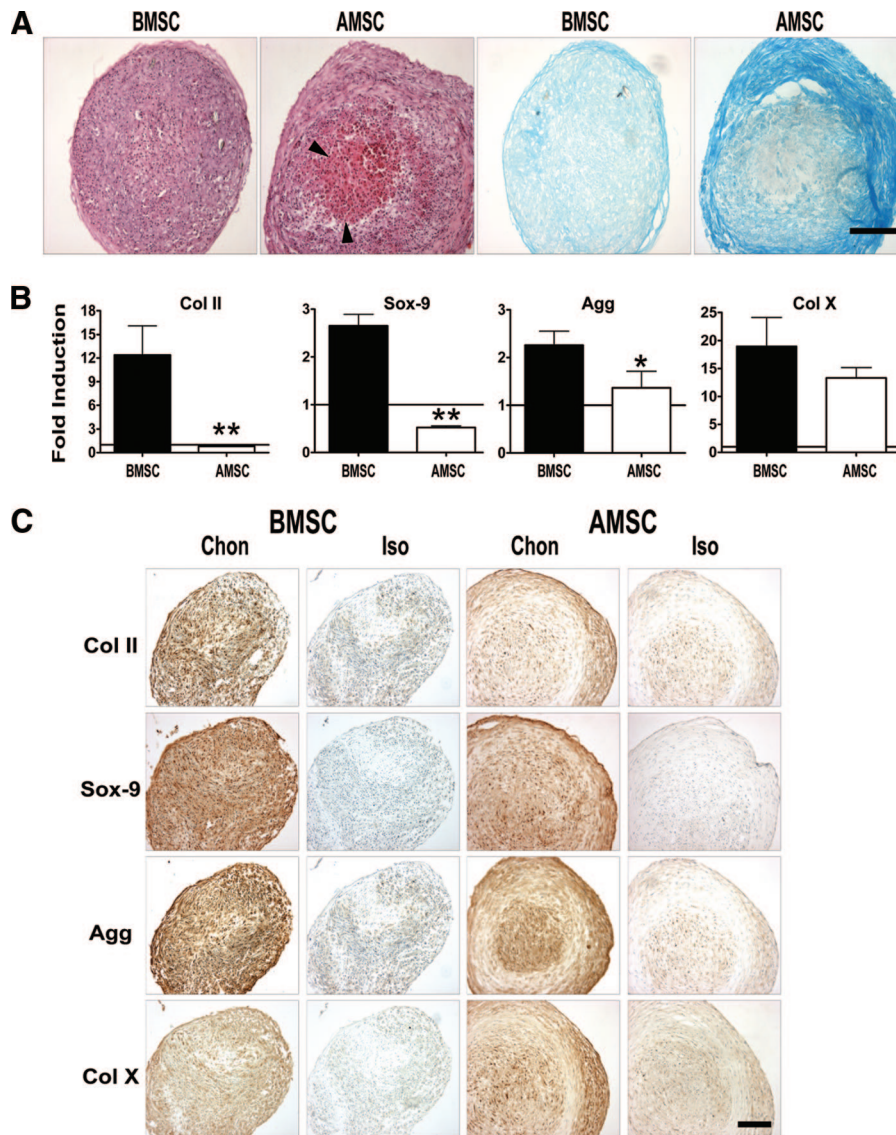 A
BMSC AMSC BMSC AMSC
B
Col II Sox-9 Agg Col X
Fold Induction
18
15
12
9
6
3
0
**
BMSC AMSC
3
2
1
0
**
BMSC AMSC
3
2
1
0
*
BMSC AMSC
25
20
15
10
5
0
BMSC AMSC
C
BMSC AMSC
Chon Iso Chon Iso
Col II
Sox-9
Agg
Col X